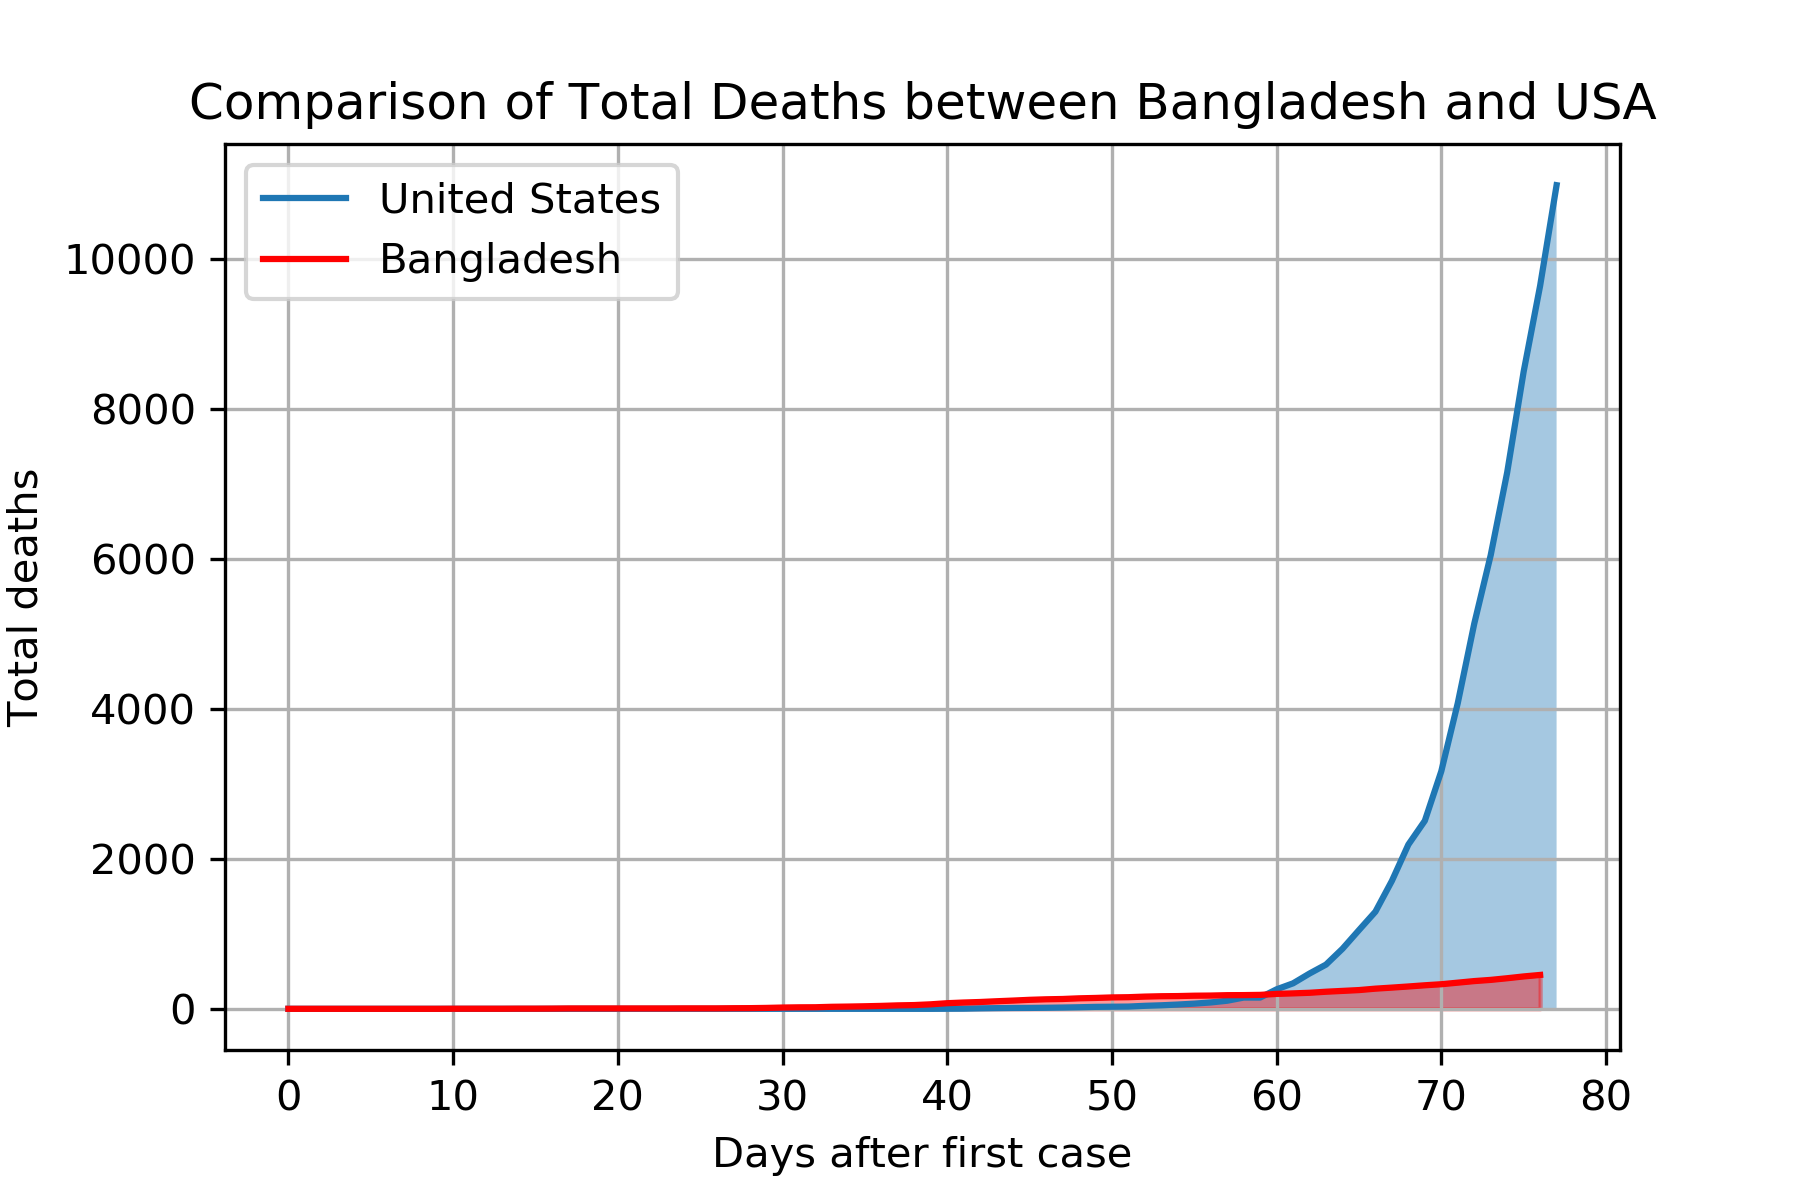 Comparison of Total Deaths between Bangladesh and USA
United States
Bangladesh
10000
8000
6000
4000
2000
0
Total deaths
0 10 20 30 40 50 60 70 80
Days after first case